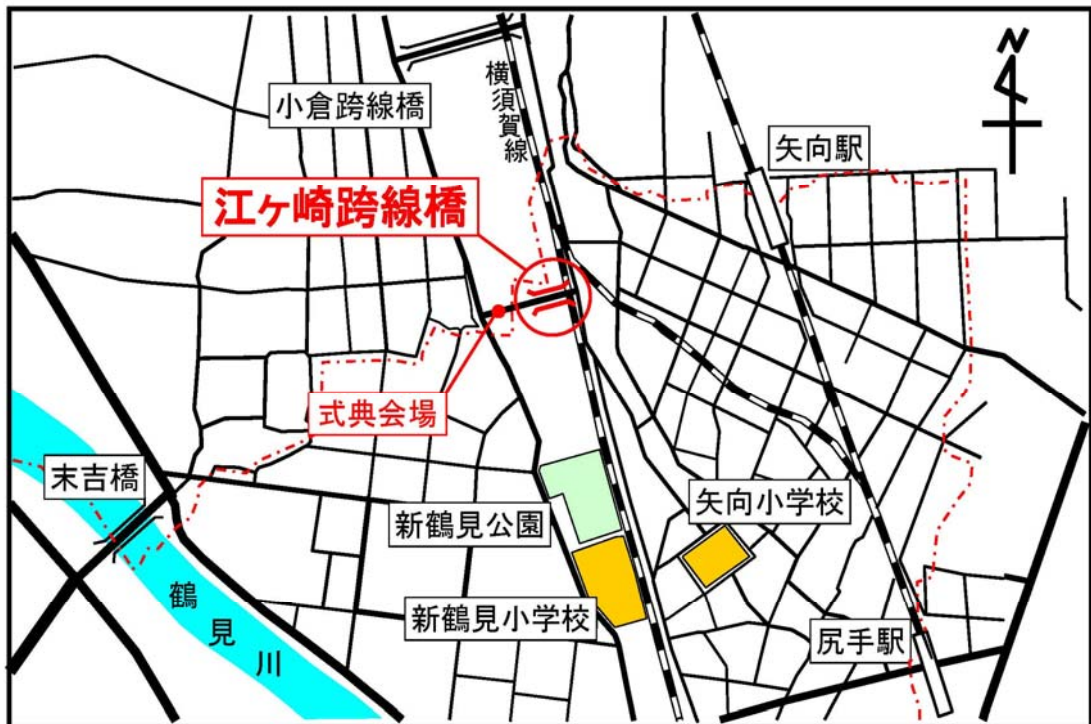 N
横須賀線
小倉跨線橋
矢向駅
江ヶ崎跨線橋
式典会場
末吉橋
新鶴見公園
矢向小学校
新鶴見小学校
鶴見川
尻手駅